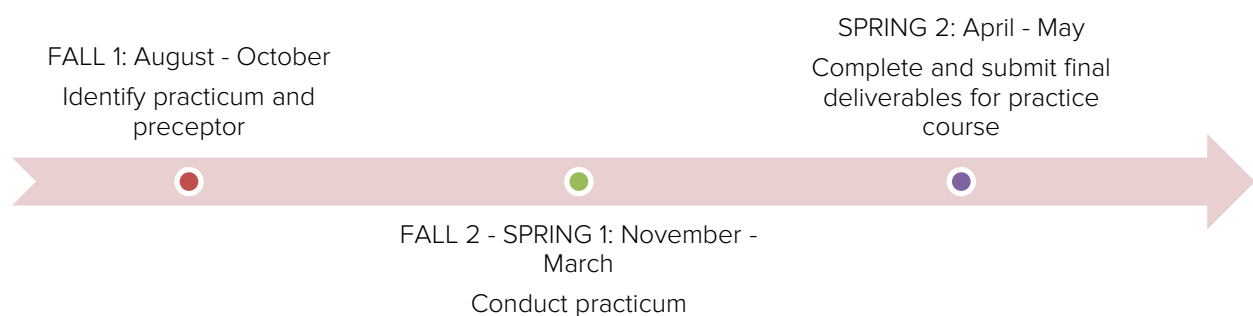 FALL 1: August - October
Identify practicum and
preceptor
FALL 2 - SPRING 1: November -
March
Conduct practicum
SPRING 2: April - May
Complete and submit final
deliverables for practice
course